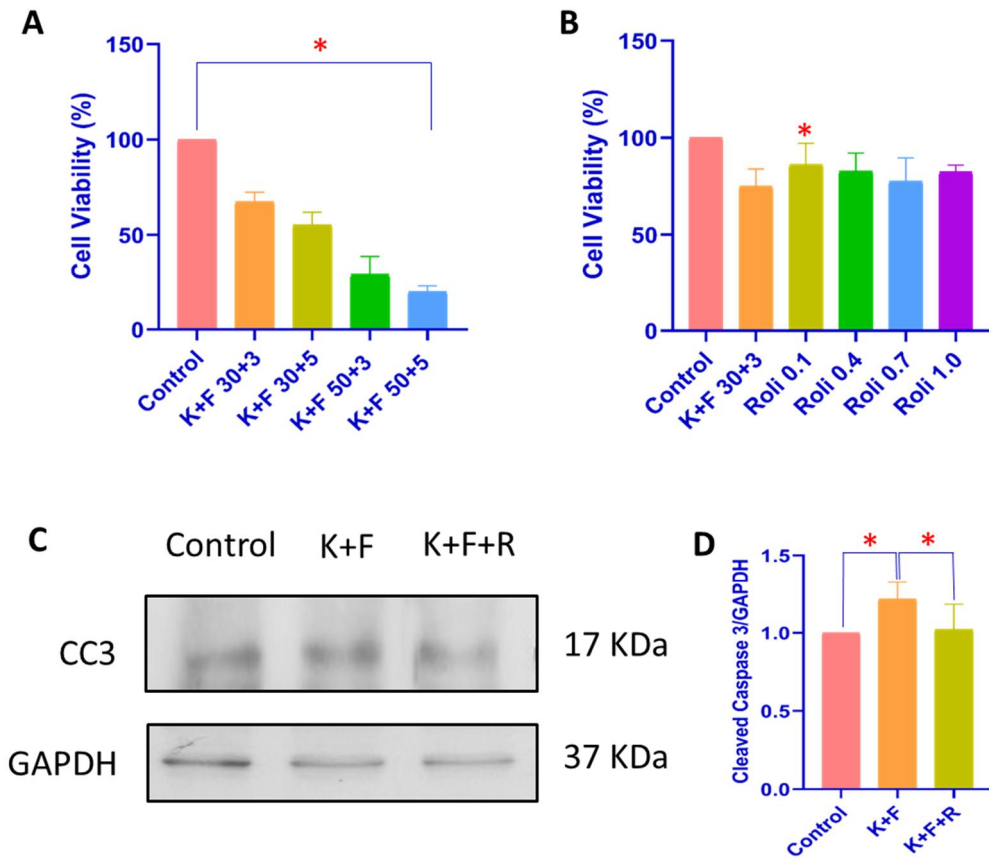 A
150
100
50
0
Cell Viability (%)
*
Control
K+F 30+3
K+F 30+5
K+F 50+3
K+F 50+5
B
150
100
50
0
Cell Viability (%)
*
Control
K+F 30+3
Roli 0.1
Roli 0.4
Roli 0.7
Roli 1.0
C
Control K+F K+F+R
CC3 17 KDa
GAPDH 37 KDa
D
1.5
1.0
0.5
0.0
Cleaved Caspase 3/GAPDH
* *
Control
K+F
K+F+R